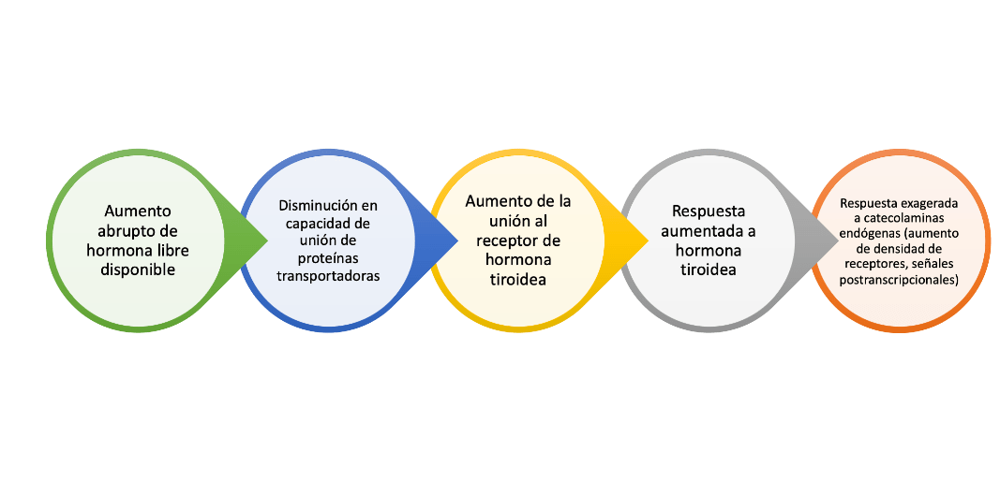 Aumento
abrupto de
hormona libre
disponible
Disminución en
capacidad de
unión de
proteínas
transportadoras
Aumento de la
unión al
receptor de
hormona
tiroidea
Respuesta
aumentada a
hormona
tiroidea
Respuesta exagerada
a catecolaminas
endógenas (aumento
de densidad de
receptores, señales
postranscripcionales)